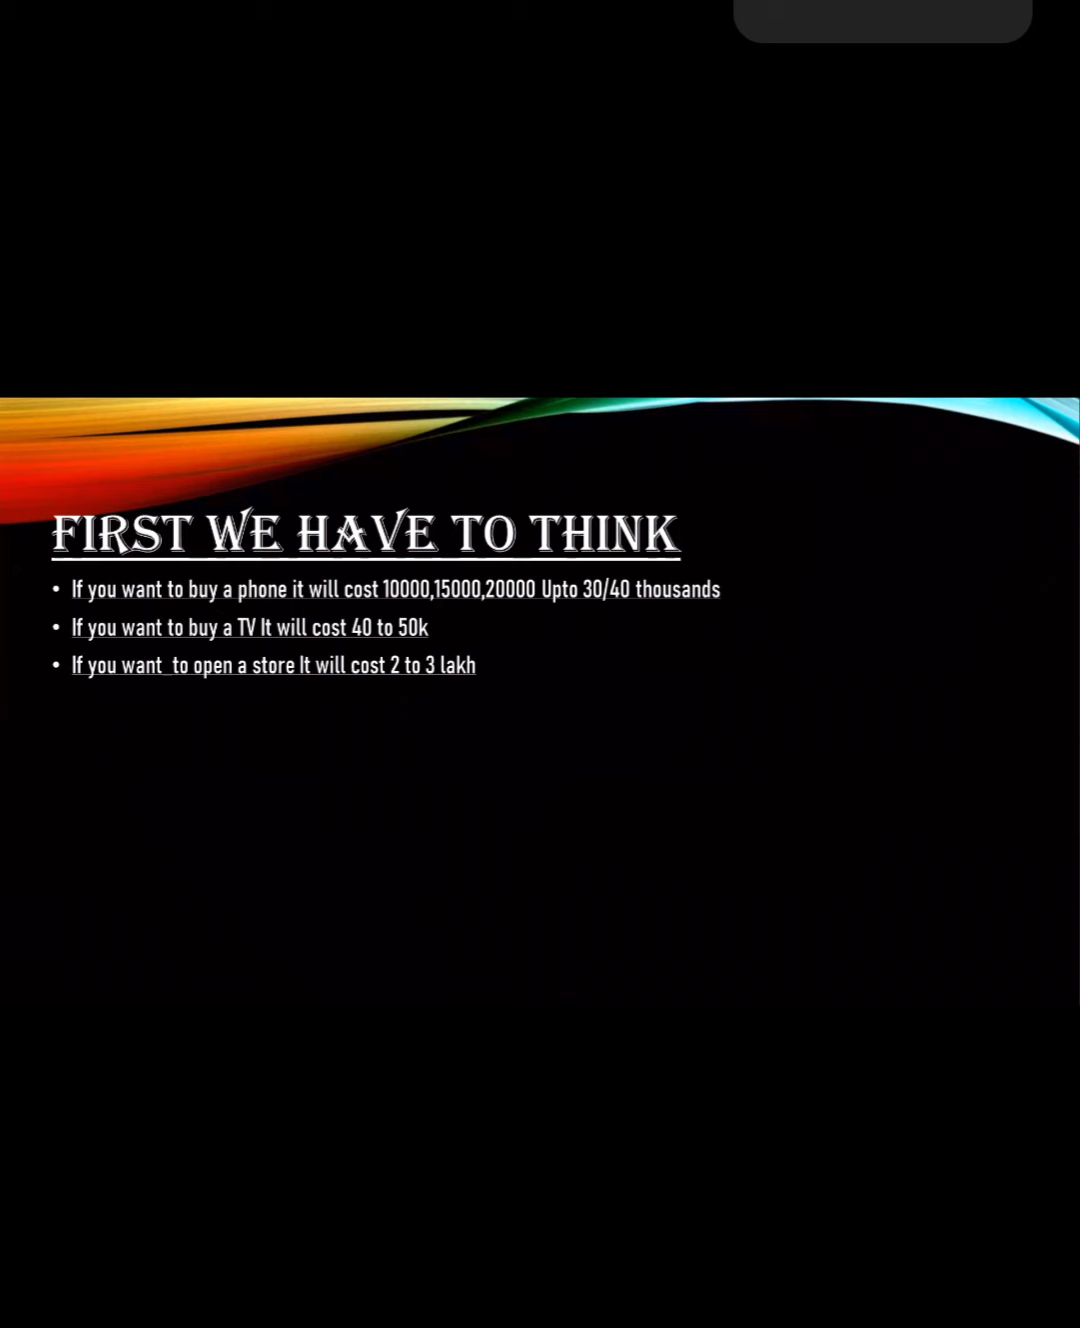 FIRST WE HAVE TO THINK
• If you want to buy a phone it will cost 10000,15000,20000 Upto 30/40 thousands
• If you want to buy a TV It will cost 40 to 50k
• If you want  to open a store It will cost 2 to 3 lakh